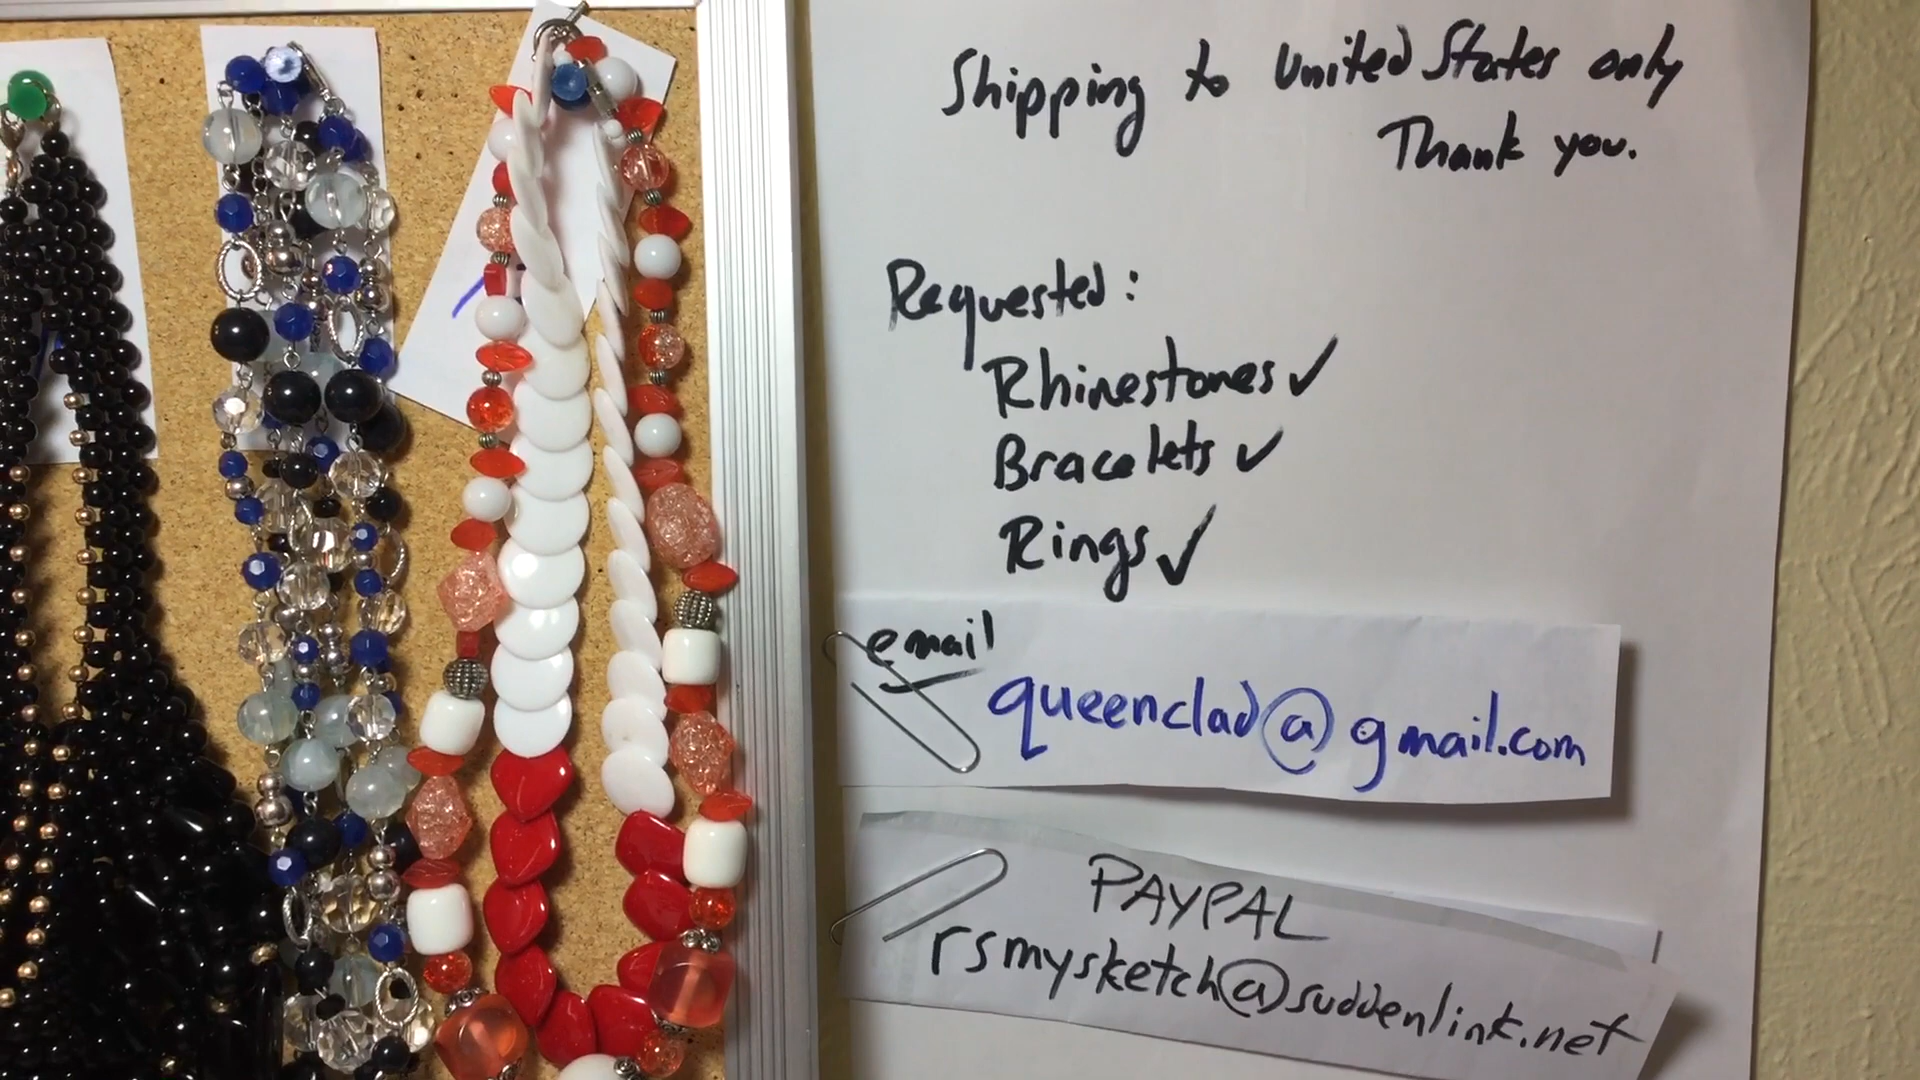 Shipping to United States only
Thank you.
Requested:
Rhinestones ✓
Bracelets ✓
Rings ✓
email
queenclad@gmail.com
PAYPAL
rsmysketch@suddenlink.net